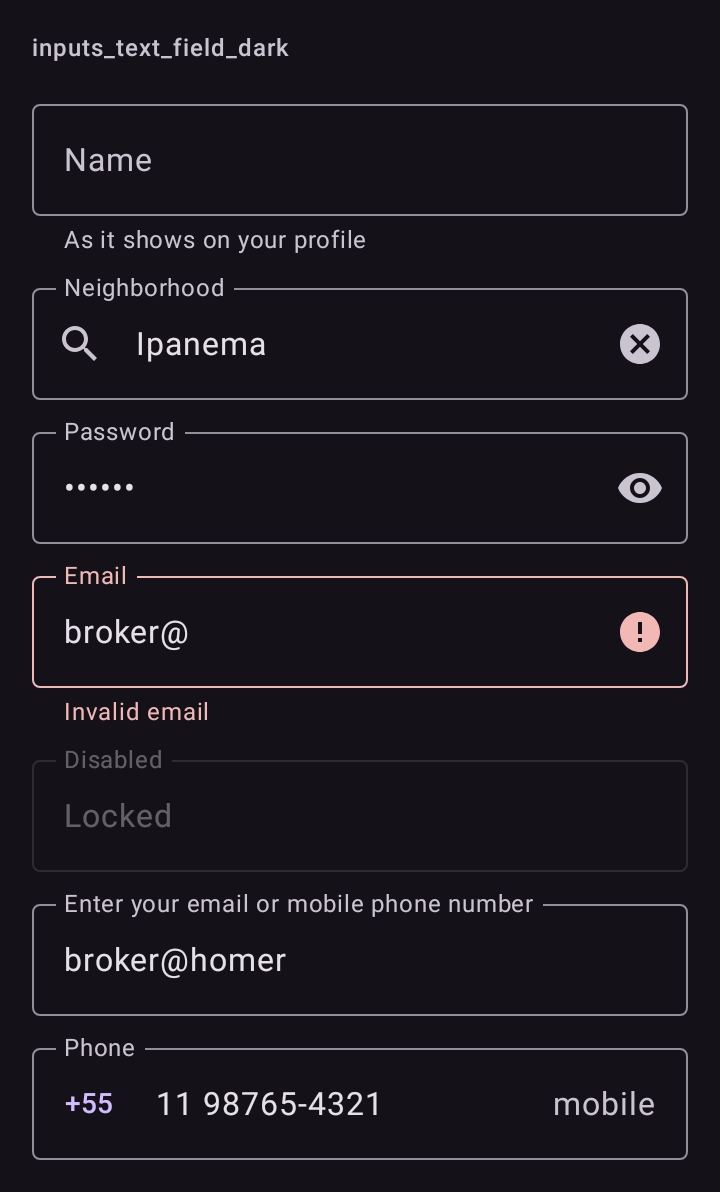 inputs_text_field_dark
Name
As it shows on your profile
Neighborhood
Ipanema
Password
••••••
Email
broker@
Invalid email
Disabled
Locked
Enter your email or mobile phone number
broker@homer
Phone
+55 11 98765-4321 mobile